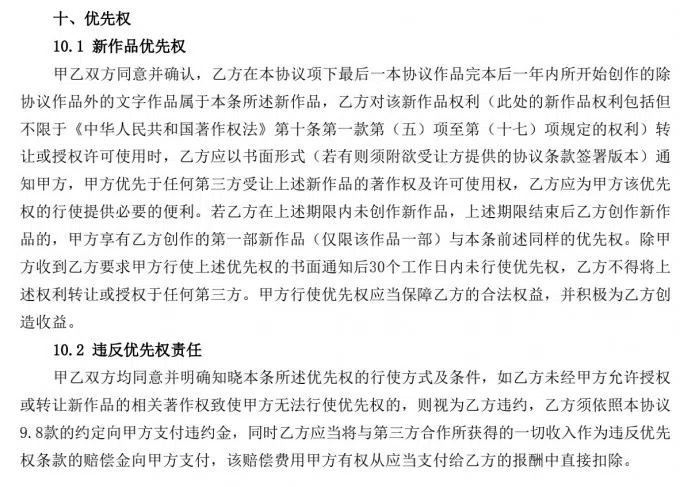 十、优先权
10.1 新作品优先权
甲乙双方同意并确认，乙方在本协议项下最后一本协议作品完本后一年内所开始创作的除
协议作品外的文字作品属于本条所述新作品，乙方对该新作品权利（此处的新作品权利包括但
不限于《中华人民共和国著作权法》第十条第一款第（五）项至第（十七）项规定的权利）转
让或授权许可使用时，乙方应以书面形式（若有则须附欲受让方提供的协议条款签署版本）通
知甲方，甲方优先于任何第三方受让上述新作品的著作权及许可使用权，乙方应为甲方该优先
权的行使提供必要的便利。若乙方在上述期限内未创作新作品，上述期限结束后乙方创作新作
品的，甲方享有乙方创作的第一部新作品（仅限该作品一部）与本条前述同样的优先权。除甲
方收到乙方要求甲方行使上述优先权的书面通知后30个工作日内未行使优先权，乙方不得将上
述权利转让或授权于任何第三方。甲方行使优先权应当保障乙方的合法权益，并积极为乙方创
造收益。
10.2 违反优先权责任
甲乙双方均同意并明确知晓本条所述优先权的行使方式及条件，如乙方未经甲方允许授权
或转让新作品的相关著作权致使甲方无法行使优先权的，则视为乙方违约，乙方须依照本协议
9.8款的约定向甲方支付违约金，同时乙方应当将与第三方合作所获得的一切收入作为违反优先
权条款的赔偿金向甲方支付，该赔偿费用甲方有权从应当支付给乙方的报酬中直接扣除。